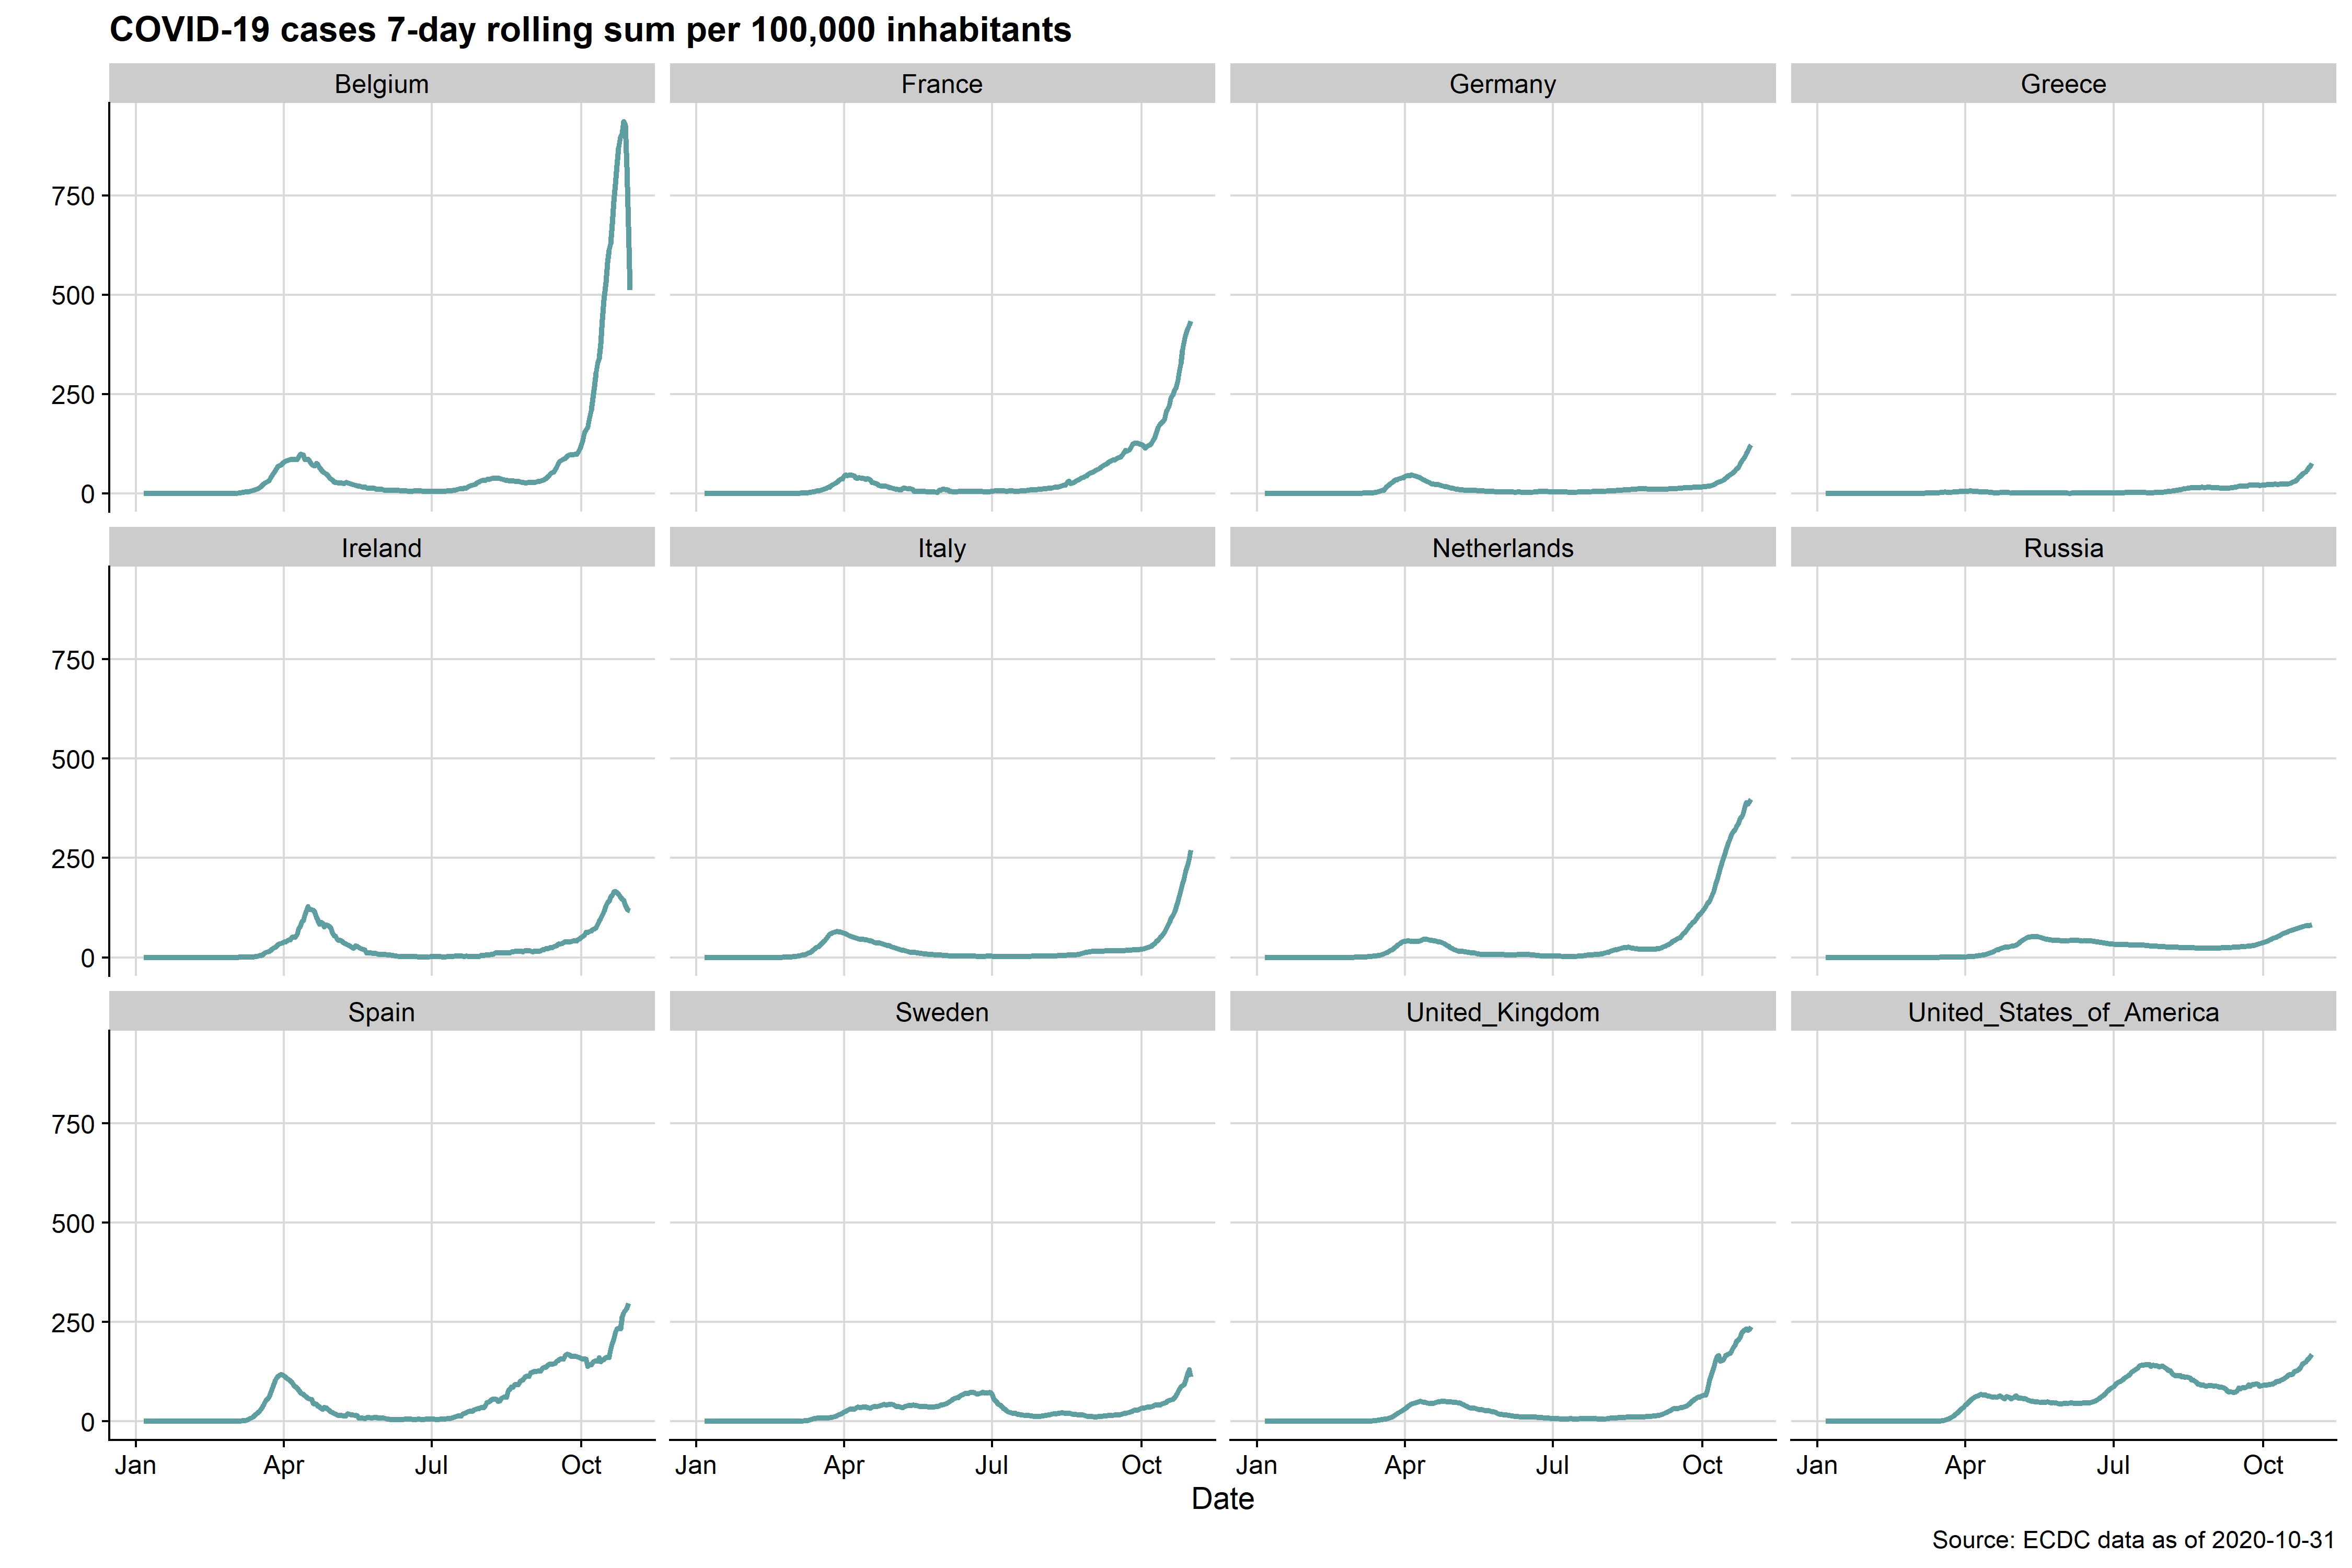 COVID-19 cases 7-day rolling sum per 100,000 inhabitants
Belgium France Germany Greece
750
500
250
0
Ireland Italy Netherlands Russia
750
500
250
0
Spain Sweden United_Kingdom United_States_of_America
750
500
250
0
Jan Apr Jul Oct Jan Apr Jul Oct Jan Apr Jul Oct Jan Apr Jul Oct
Date
Source: ECDC data as of 2020-10-31